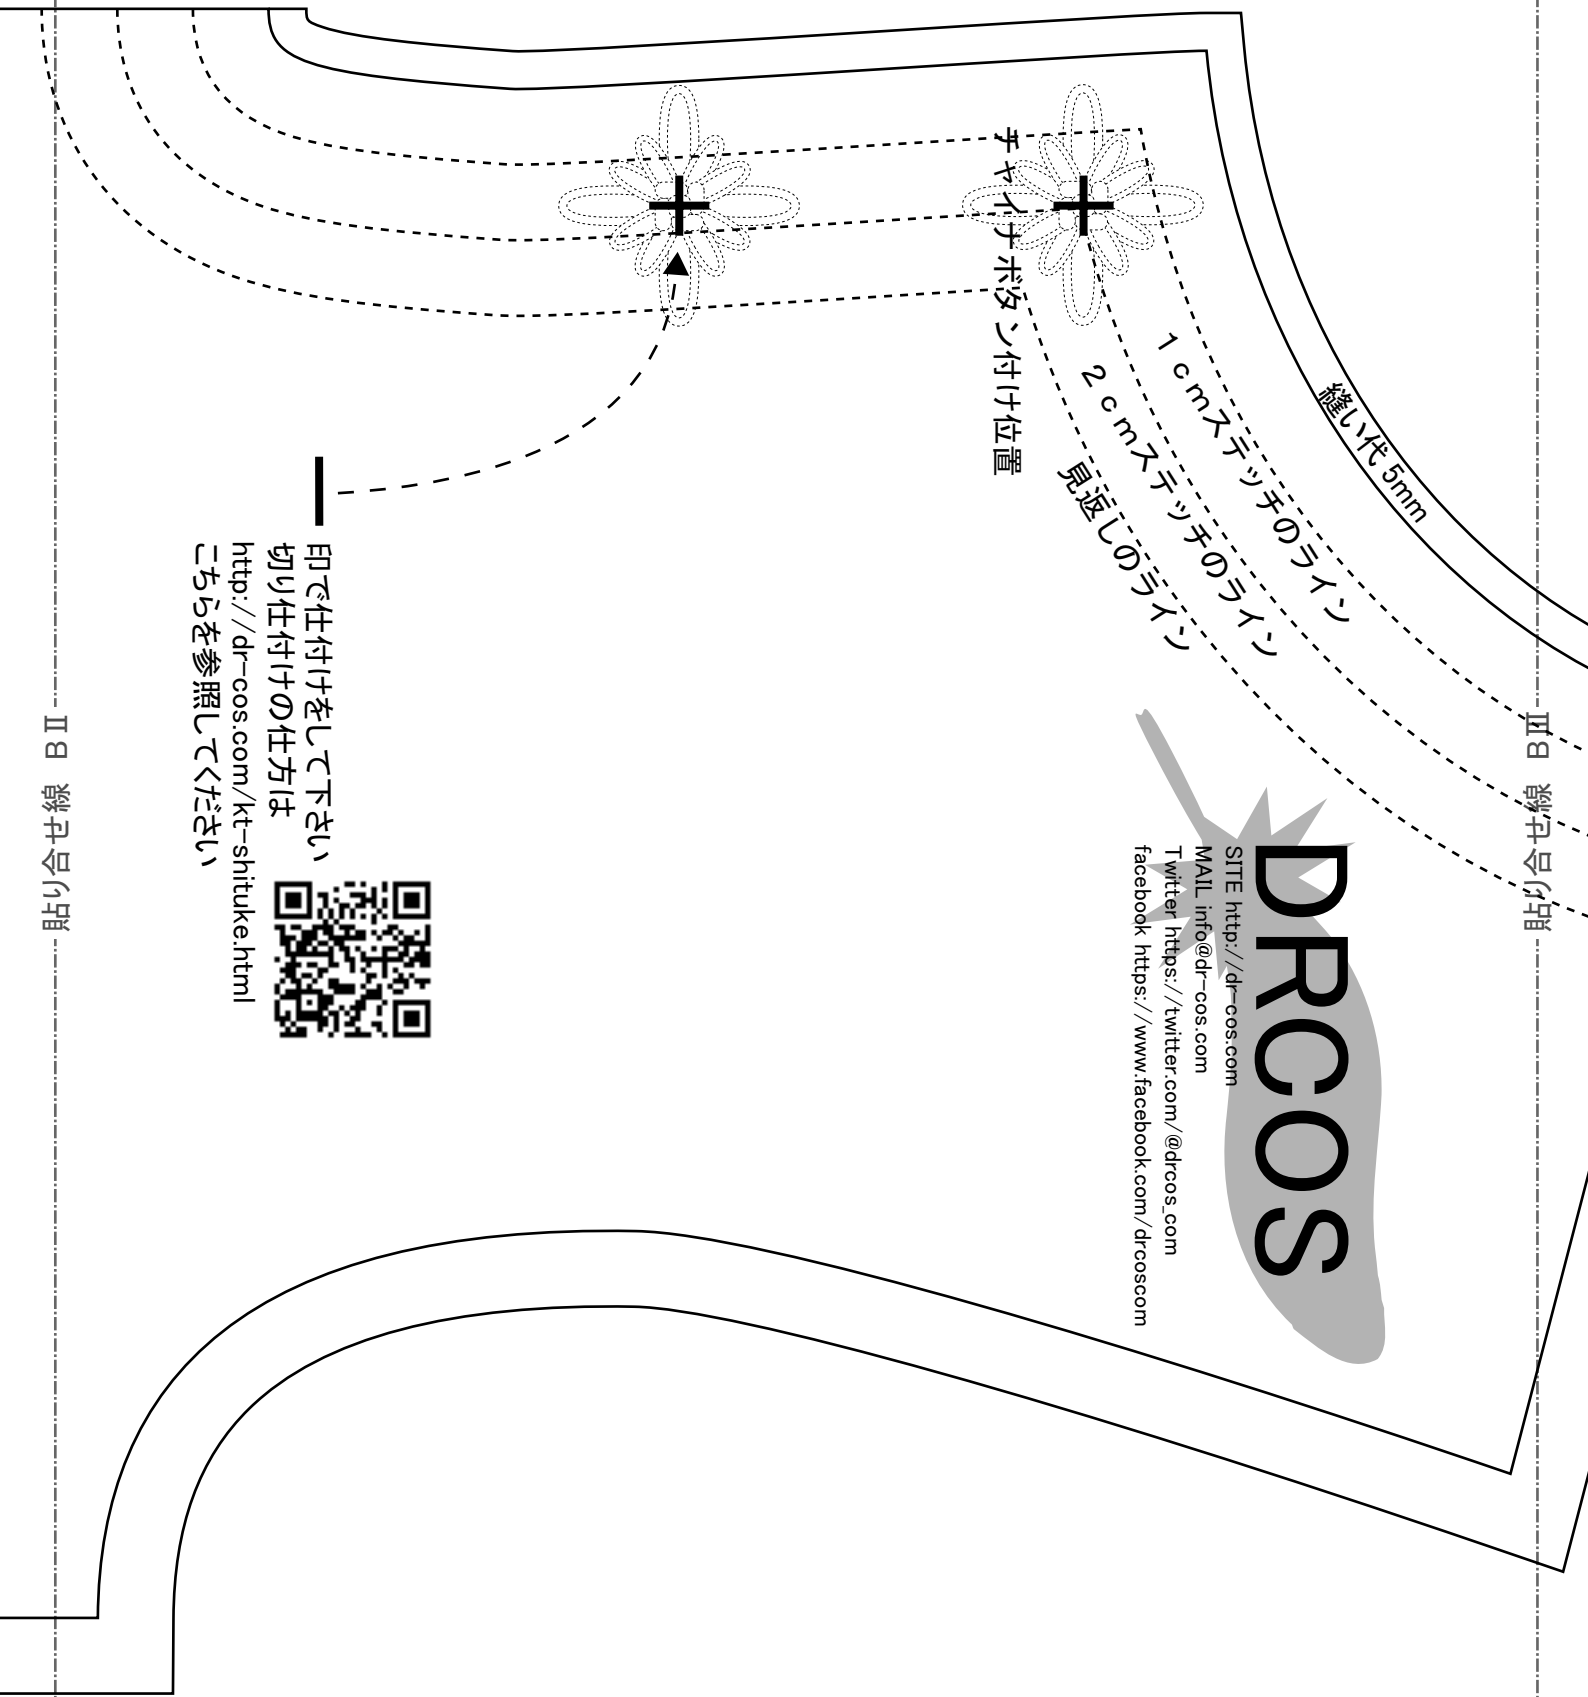 チャイナボタン付け位置
1cmステッチのライン
2cmステッチのライン
見返しのライン
縫い代 5mm
印で仕付けをして下さい
切り仕付けの仕方は
http://dr-cos.com/kt-shituke.html
こちらを参照してください
貼り合せ線 BⅡ
貼り合せ線 BⅢ
DRCOS
SITE http://dr-cos.com
MAIL info@dr-cos.com
Twitter https://twitter.com/@drcos_com
facebook https://www.facebook.com/drcoscom